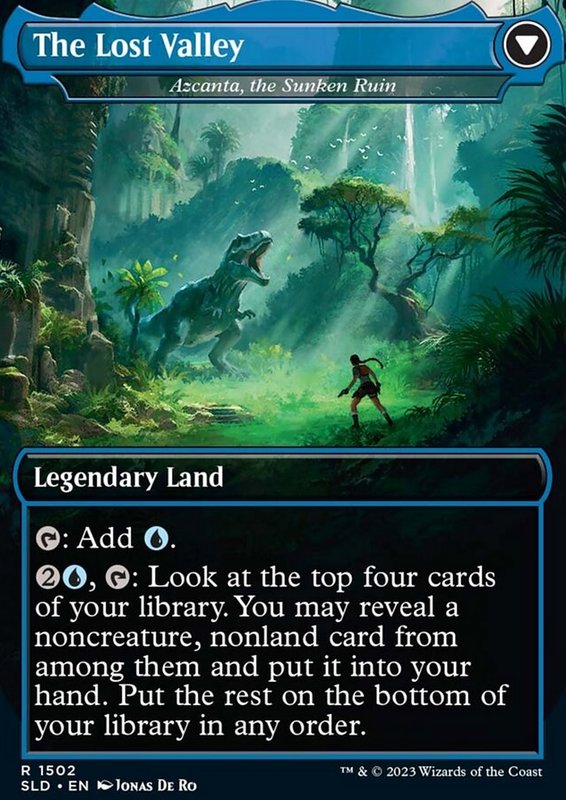 The Lost Valley
Azcanta, the Sunken Ruin
Legendary Land
: Add .
2, : Look at the top four cards
of your library. You may reveal a
noncreature, nonland card from
among them and put it into your
hand. Put the rest on the bottom of
your library in any order.
R 1502
SLD • EN Jonas De Ro
™ & © 2023 Wizards of the Coast